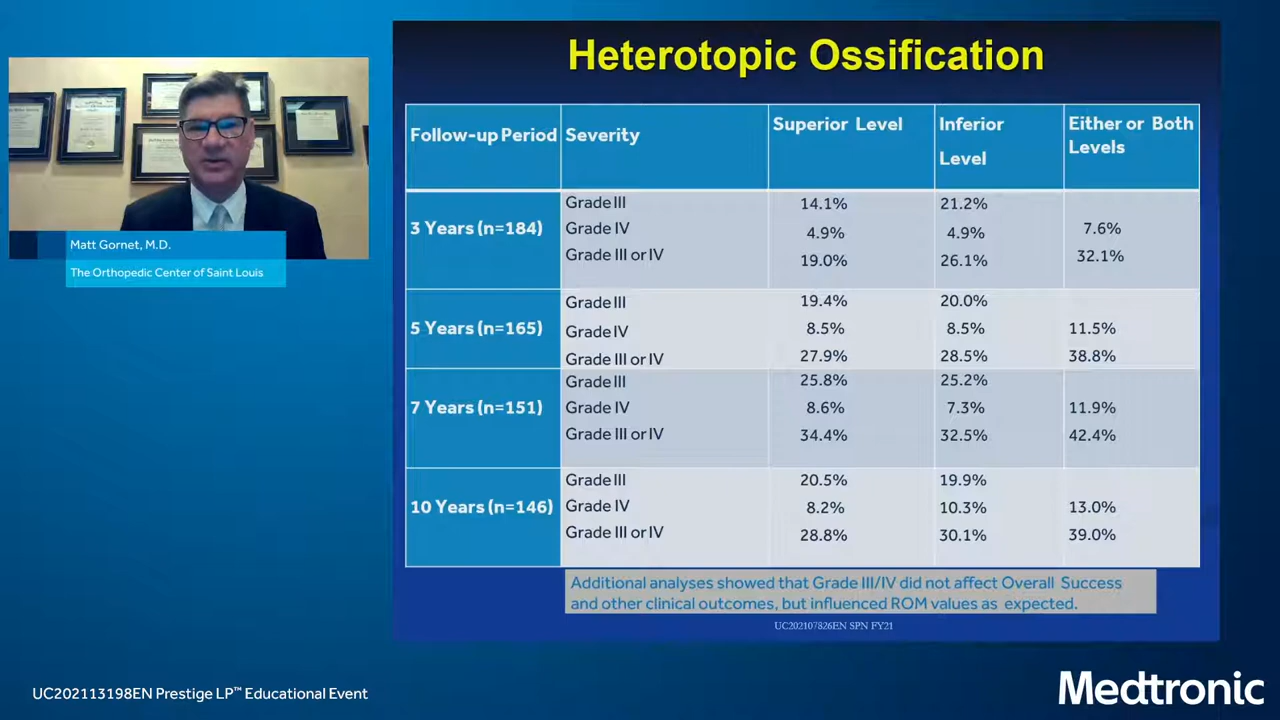 Heterotopic Ossification
Follow-up Period Severity Superior Level Inferior Level Either or Both Levels
3 Years (n=184)
Grade III 14.1% 21.2%
Grade IV 4.9% 4.9% 7.6%
Grade III or IV 19.0% 26.1% 32.1%
5 Years (n=165)
Grade III 19.4% 20.0%
Grade IV 8.5% 8.5% 11.5%
Grade III or IV 27.9% 28.5% 38.8%
7 Years (n=151)
Grade III 25.8% 25.2%
Grade IV 8.6% 7.3% 11.9%
Grade III or IV 34.4% 32.5% 42.4%
10 Years (n=146)
Grade III 20.5% 19.9%
Grade IV 8.2% 10.3% 13.0%
Grade III or IV 28.8% 30.1% 39.0%
Additional analyses showed that Grade III/IV did not affect Overall Success
and other clinical outcomes, but influenced ROM values as expected.
UC202107826EN SPN FY21
Matt Gornet, M.D.
The Orthopedic Center of Saint Louis
UC202113198EN Prestige LP™ Educational Event
Medtronic